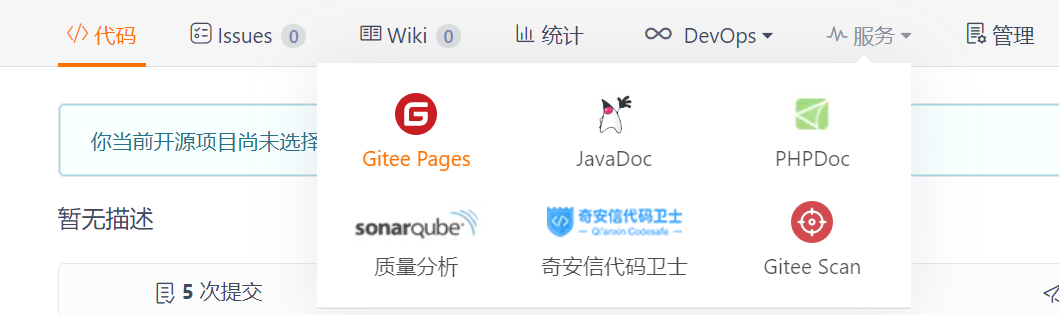 代码 Issues 0 Wiki 0 统计 DevOps 服务 管理
你当前开源项目尚未选择
Gitee Pages JavaDoc PHPDoc
暂无描述
sonarqube 奇安信代码卫士
Qi'anxin Codesafe
质量分析 奇安信代码卫士 Gitee Scan
5 次提交